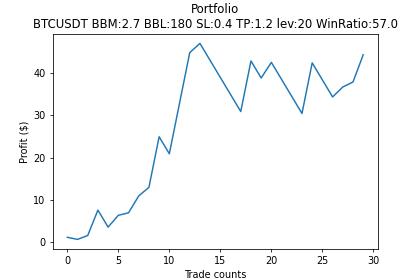 Portfolio
BTCUSDT BBM:2.7 BBL:180 SL:0.4 TP:1.2 lev:20 WinRatio:57.0
40
30
20
10
0
Profit ($)
0 5 10 15 20 25 30
Trade counts